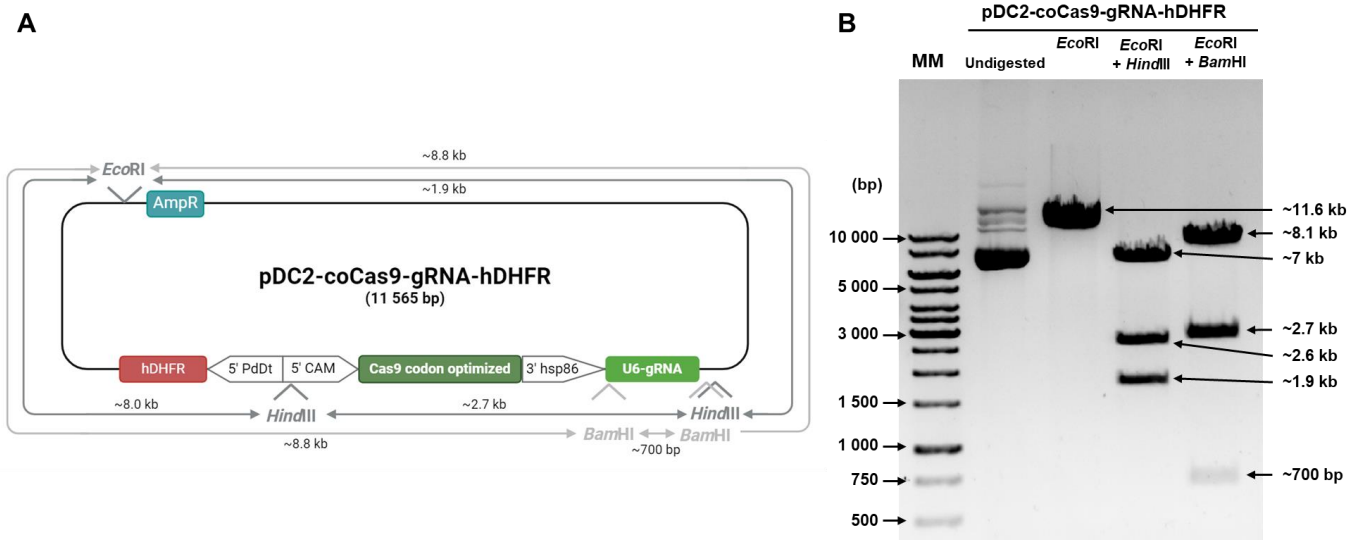 A
EcoRI
~8.8 kb
~1.9 kb
AmpR
pDC2-coCas9-gRNA-hDHFR
(11 565 bp)
hDHFR
5' PdDt
5' CAM
Cas9 codon optimized
3' hsp86
U6-gRNA
~8.0 kb
HindIII
~2.7 kb
HindIII
~8.8 kb
BamHI
BamHI
~700 bp
B
pDC2-coCas9-gRNA-hDHFR
MM
Undigested
EcoRI
EcoRI
+ HindIII
EcoRI
+ BamHI
(bp)
10 000
5 000
3 000
1 500
1 000
750
500
~11.6 kb
~8.1 kb
~7 kb
~2.7 kb
~2.6 kb
~1.9 kb
~700 bp